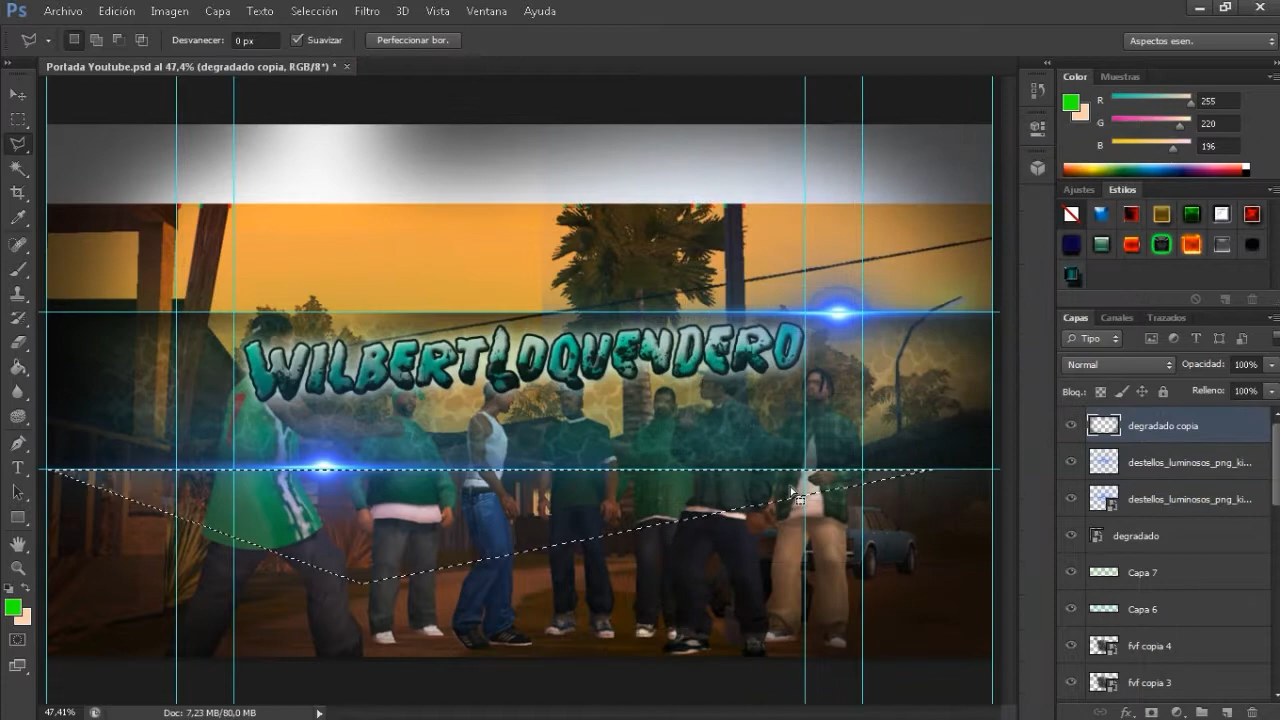 Ps Archivo Edición Imagen Capa Texto Selección Filtro 3D Vista Ventana Ayuda
Desvanecer: 0 px Suavizar Perfeccionar bor. Aspectos esen.
Portada Youtube.psd al 47,4% (degradado copia, RGB/8*) *
Color Muestras
R 255
G 220
B 196
Ajustes Estilos
WILBERTLOQUENDERO
Capas Canales Trazados
Tipo
Normal Opacidad: 100%
Bloq.: Relleno: 100%
degradado copia
destellos_luminosos_png_ki...
destellos_luminosos_png_ki...
degradado
Capa 7
Capa 6
fvf copia 4
fvf copia 3
47,41% Doc: 7,23 MB/80,0 MB
fx